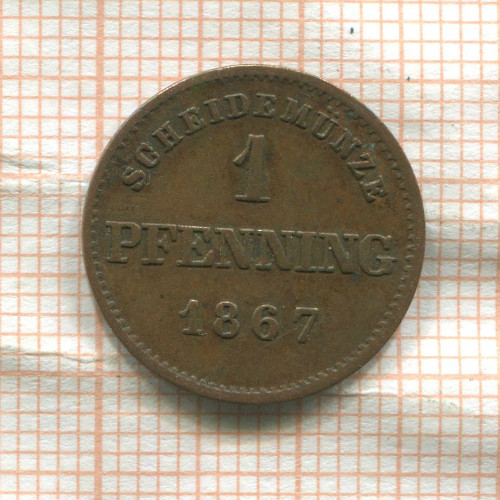 SCHEIDEMÜNZE
1
PFENNING
1867